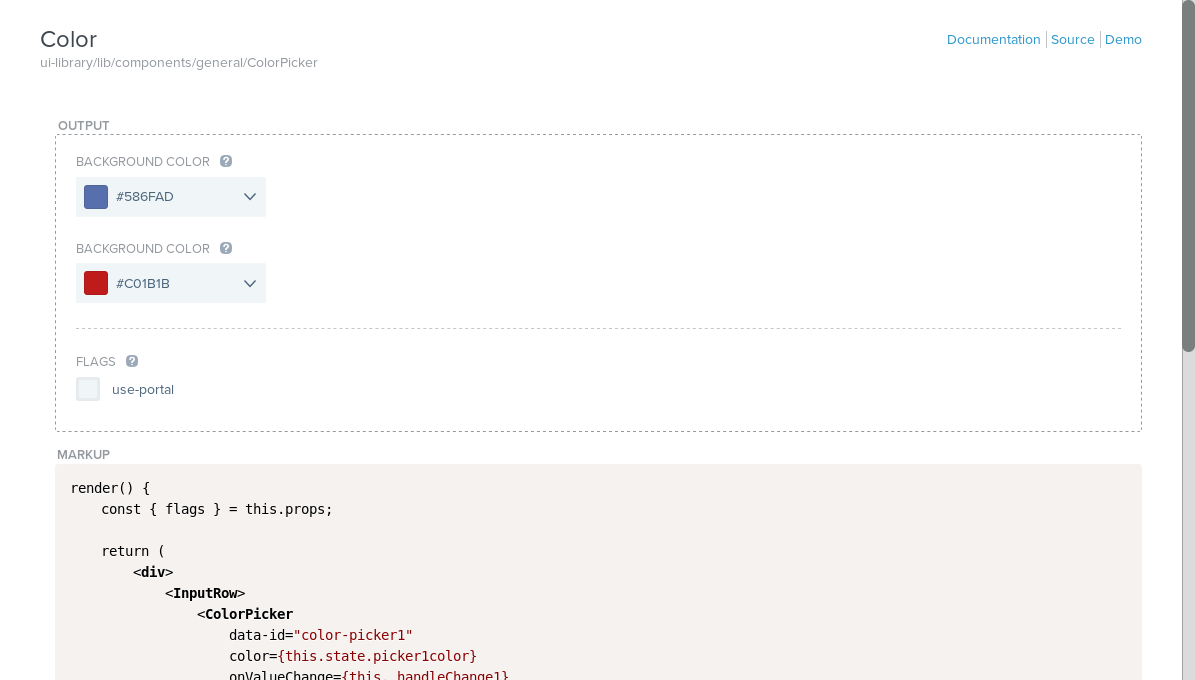 Color
Documentation Source Demo
ui-library/lib/components/general/ColorPicker
OUTPUT
BACKGROUND COLOR ?
#586FAD
BACKGROUND COLOR ?
#C01B1B
FLAGS ?
use-portal
MARKUP
render() {
    const { flags } = this.props;
    return (
        <div>
            <InputRow>
                <ColorPicker
                    data-id="color-picker1"
                    color={this.state.picker1color}
                    onValueChange={this._handleChange1}